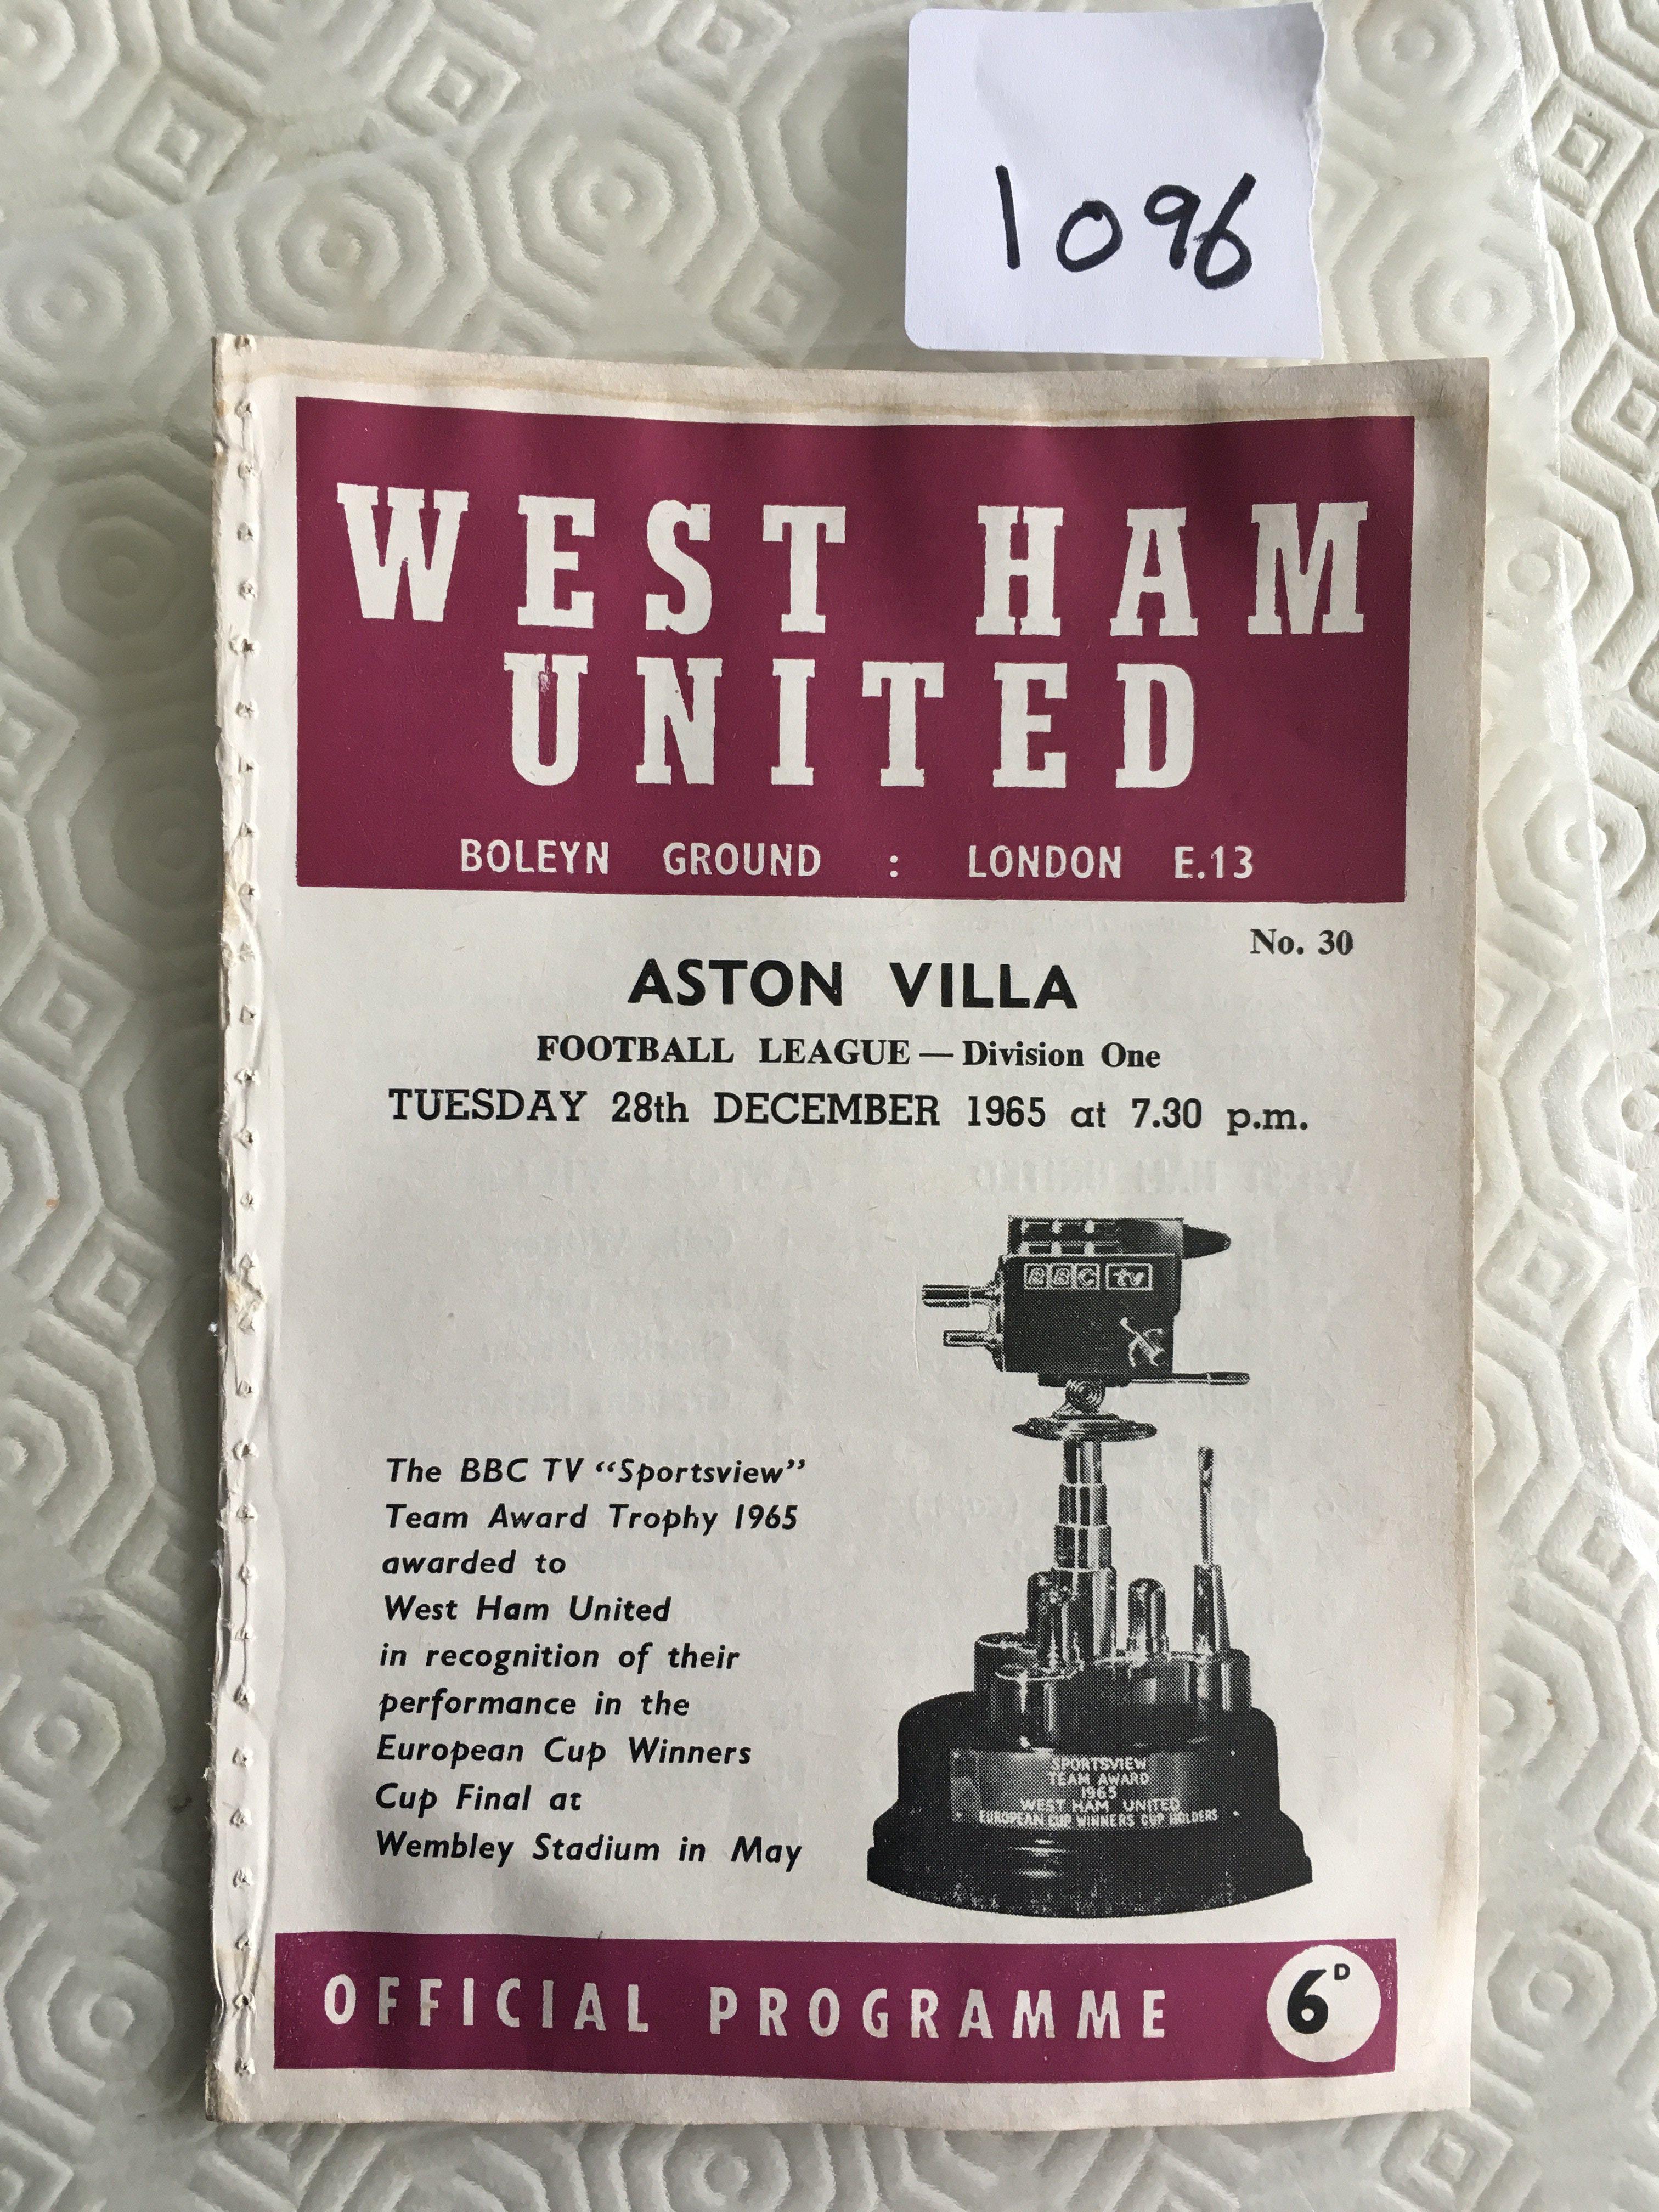 1096
WEST HAM
UNITED
BOLEYN GROUND : LONDON E.13
No. 30
ASTON VILLA
FOOTBALL LEAGUE — Division One
TUESDAY 28th DECEMBER 1965 at 7.30 p.m.
BBC tv
The BBC TV “Sportsview”
Team Award Trophy 1965
awarded to
West Ham United
in recognition of their
performance in the
European Cup Winners
Cup Final at
Wembley Stadium in May
SPORTSVIEW
TEAM AWARD
1965
WEST HAM UNITED
EUROPEAN CUP WINNERS CUP HOLDERS
OFFICIAL PROGRAMME 6D